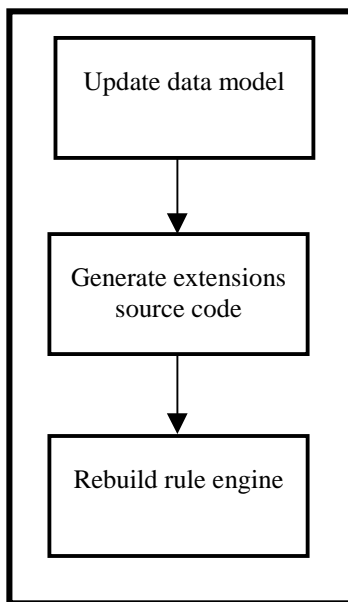 Update data model
Generate extensions
source code
Rebuild rule engine